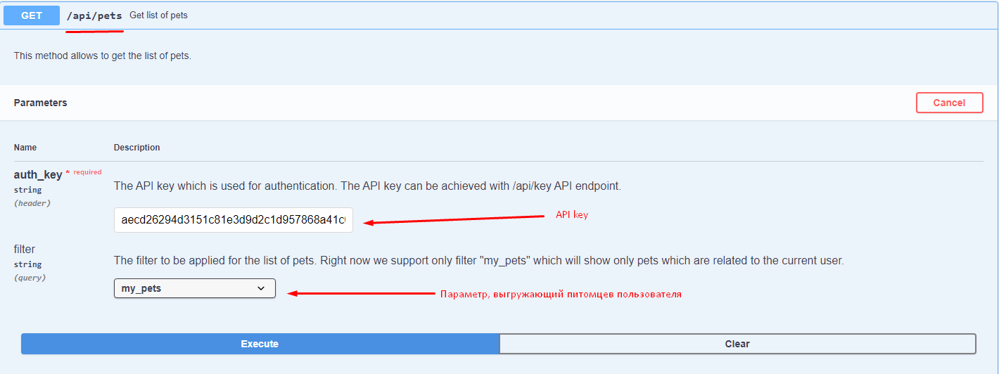 GET /api/pets Get list of pets
This method allows to get the list of pets.
Parameters Cancel
Name Description
auth_key * required
string
(header)
The API key which is used for authentication. The API key can be achieved with /api/key API endpoint.
aecd26294d3151c81e3d9d2c1d957868a41c
API key
filter
string
(query)
The filter to be applied for the list of pets. Right now we support only filter "my_pets" which will show only pets which are related to the current user.
my_pets
Параметр, выгружающий питомцев пользователя
Execute Clear